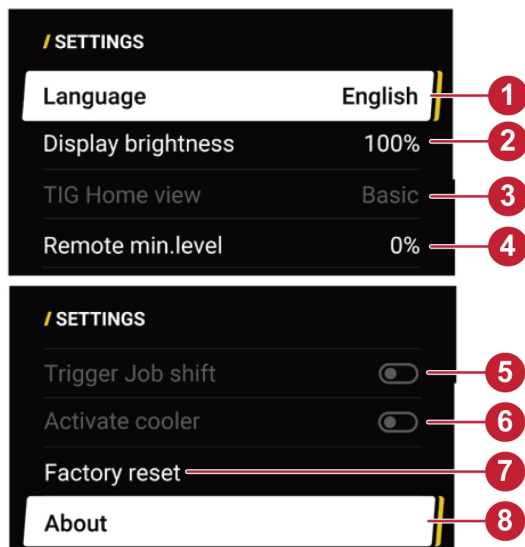 / SETTINGS
Language English 1
Display brightness 100% 2
TIG Home view Basic 3
Remote min.level 0% 4
/ SETTINGS
Trigger Job shift 5
Activate cooler 6
Factory reset 7
About 8